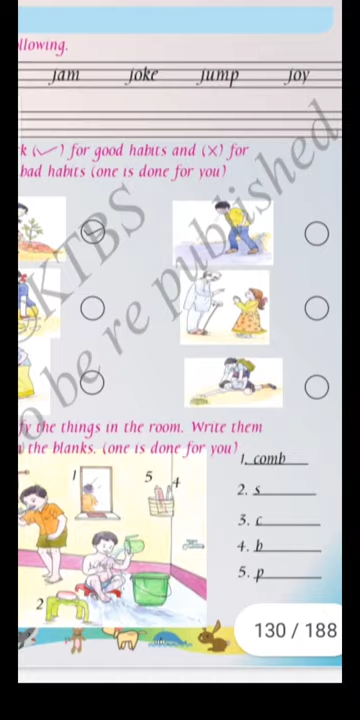 llowing.
jam joke jump joy
k (✓) for good habits and (×) for
bad habits (one is done for you)
©KTBS
o be re published
fy the things in the room. Write them
the blanks. (one is done for you)
1. comb
2. s
3. c
4. b
5. p
1
5
4
2
130 / 188